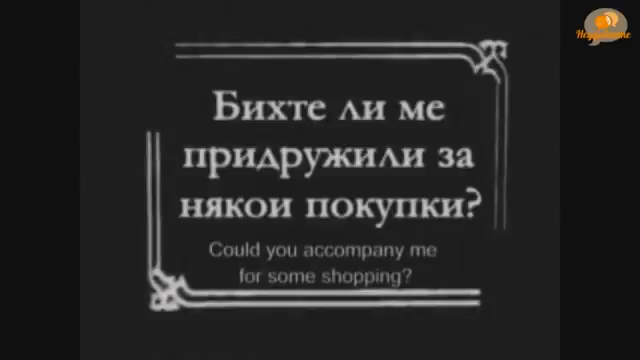 Бихте ли ме
придружили за
някои покупки?
Could you accompany me
for some shopping?